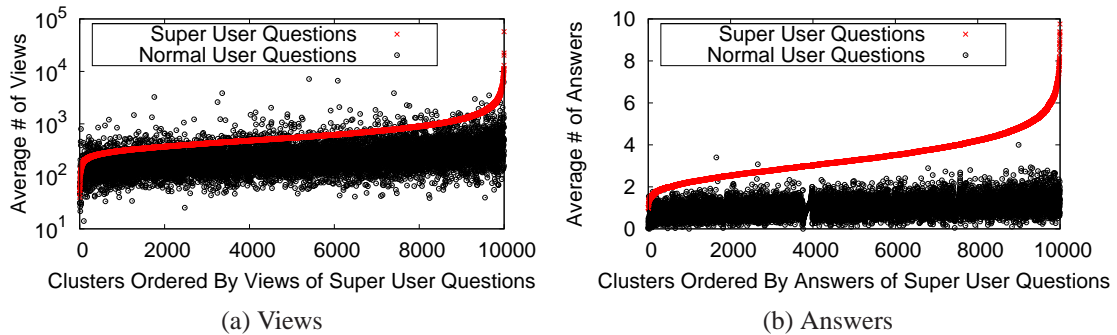 Super User Questions
Normal User Questions
10^5
10^4
10^3
10^2
10^1
0 2000 4000 6000 8000 10000
Average # of Views
Clusters Ordered By Views of Super User Questions
(a) Views
Super User Questions
Normal User Questions
10
8
6
4
2
0
0 2000 4000 6000 8000 10000
Average # of Answers
Clusters Ordered By Answers of Super User Questions
(b) Answers